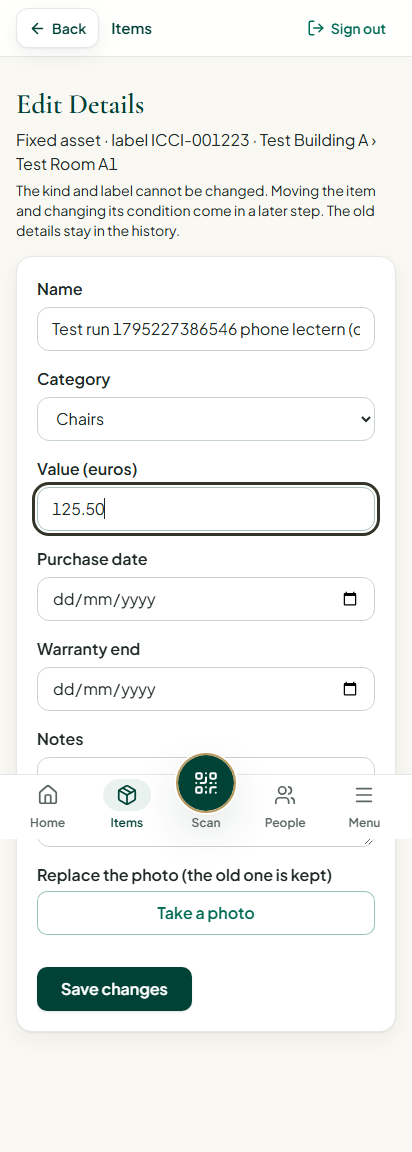 Back
Items
Sign out
Edit Details
Fixed asset · label ICCI-001223 · Test Building A ›
Test Room A1
The kind and label cannot be changed. Moving the item
and changing its condition come in a later step. The old
details stay in the history.
Name
Test run 1795227386546 phone lectern (c
Category
Chairs
Value (euros)
125.50
Purchase date
dd/mm/yyyy
Warranty end
dd/mm/yyyy
Notes
Home
Items
Scan
People
Menu
Replace the photo (the old one is kept)
Take a photo
Save changes